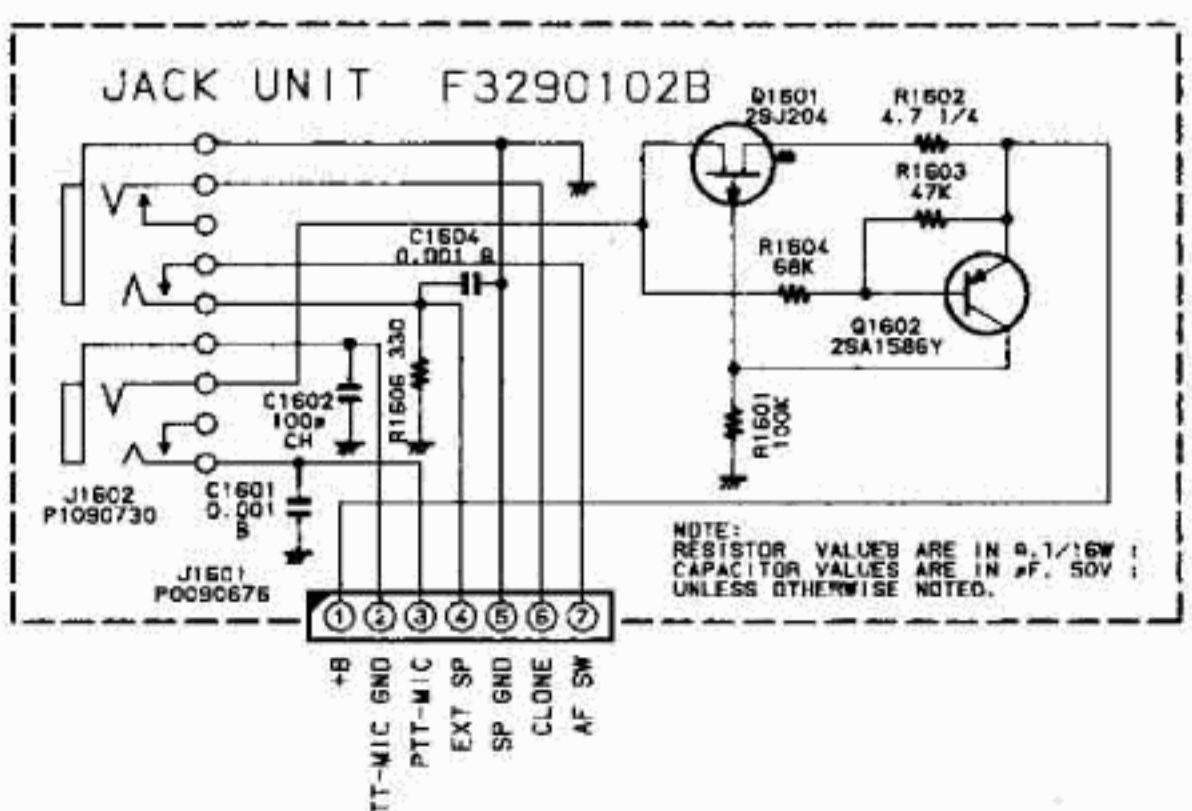 JACK UNIT F3290102B
Q1601
2SJ204
R1602
4.7 1/4
R1603
47K
C1604
0.001 B
R1604
68K
Q1602
2SA1586Y
R1606 330
C1602
100p
CH
R1601
100K
J1602
P1090730
C1601
0.001
B
J1601
P0090676
NOTE:
RESISTOR VALUES ARE IN
CAPACITOR VALUES ARE IN µF, 50V ;
UNLESS OTHERWISE NOTED.
1 2 3 4 5 6 7
+B
TT-MIC GND
PTT-MIC
EXT SP
SP GND
CLONE
AF SW